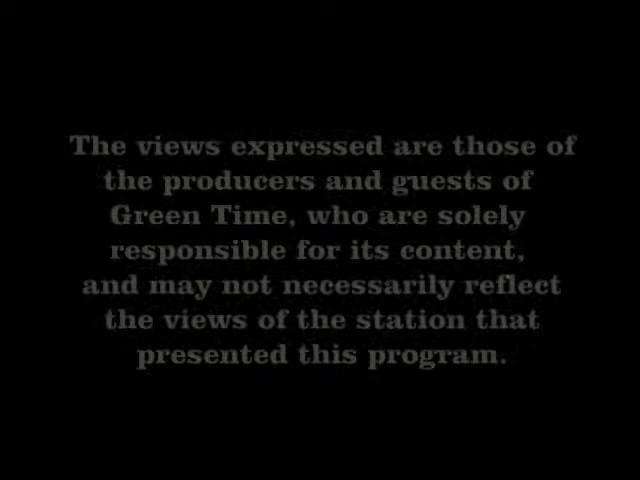 The views expressed are those of
the producers and guests of
Green Time, who are solely
responsible for its content,
and may not necessarily reflect
the views of the station that
presented this program.